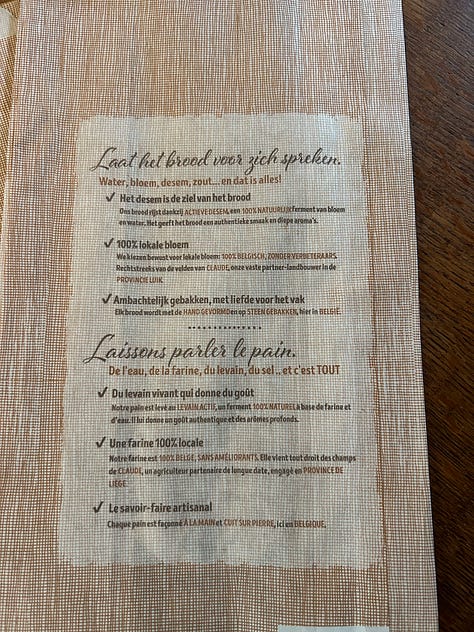 Laat het brood voor zich spreken.
Water, bloem, desem, zout... en dat is alles!
✓ Het desem is de ziel van het brood
Ons brood rijst dankzij ACTIEVE DESEM, een 100% NATUURLIJK ferment van bloem
en water. Het geeft het brood een authentieke smaak en diepe aroma's.
✓ 100% lokale bloem
We kiezen bewust voor lokale bloem: 100% BELGISCH, ZONDER VERBETERAARS.
Rechtstreeks van de velden van CLAUDE, onze vaste partner-landbouwer in de
PROVINCIE LUIK.
✓ Ambachtelijk gebakken, met liefde voor het vak
Elk brood wordt met de HAND GEVORMD en op STEEN GEBAKKEN, hier in BELGIË.
Laissons parler le pain.
De l'eau, de la farine, du levain, du sel .. et c'est TOUT
✓ Du levain vivant qui donne du goût
Notre pain est levé au LEVAIN ACTIF, un ferment 100% NATUREL à base de farine et
d'eau. Il lui donne un goût authentique et des arômes profonds.
✓ Une farine 100% locale
Notre farine est 100% BELGE, SANS AMÉLIORANTS. Elle vient tout droit des champs
de CLAUDE, un agriculteur partenaire de longue date, engagé en PROVINCE DE
LIÈGE.
✓ Le savoir-faire artisanal
Chaque pain est façonné À LA MAIN et CUIT SUR PIERRE, ici en BELGIQUE.